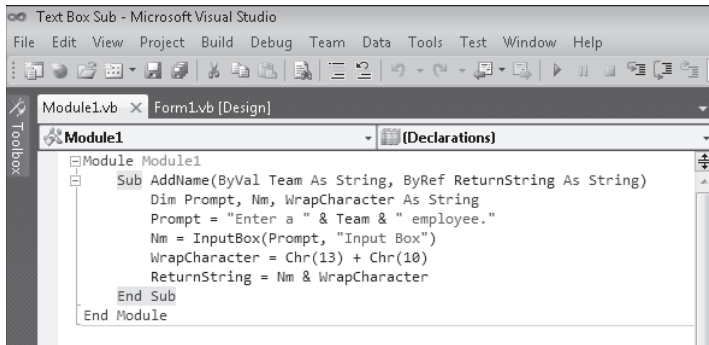 Text Box Sub - Microsoft Visual Studio
File Edit View Project Build Debug Team Data Tools Test Window Help
Module1.vb Form1.vb [Design]
Toolbox
Module1 (Declarations)
Module Module1
Sub AddName(ByVal Team As String, ByRef ReturnString As String)
Dim Prompt, Nm, WrapCharacter As String
Prompt = "Enter a " & Team & " employee."
Nm = InputBox(Prompt, "Input Box")
WrapCharacter = Chr(13) + Chr(10)
ReturnString = Nm & WrapCharacter
End Sub
End Module